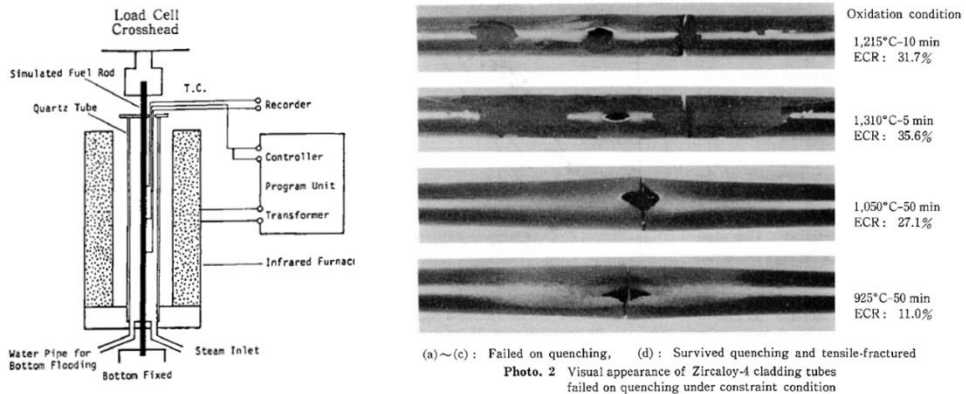 Load Cell
Crosshead
Simulated Fuel Rod
T.C.
Quartz Tube
Recorder
Controller
Program Unit
Transformer
Infrared Furnac
Water Pipe for
Bottom Flooding
Steam Inlet
Bottom Fixed
Oxidation condition
1,215°C-10 min
ECR: 31.7%
1,310°C-5 min
ECR: 35.6%
1,050°C-50 min
ECR: 27.1%
925°C-50 min
ECR: 11.0%
(a)~(c): Failed on quenching, (d): Survived quenching and tensile-fractured
Photo. 2 Visual appearance of Zircaloy-4 cladding tubes
failed on quenching under constraint condition